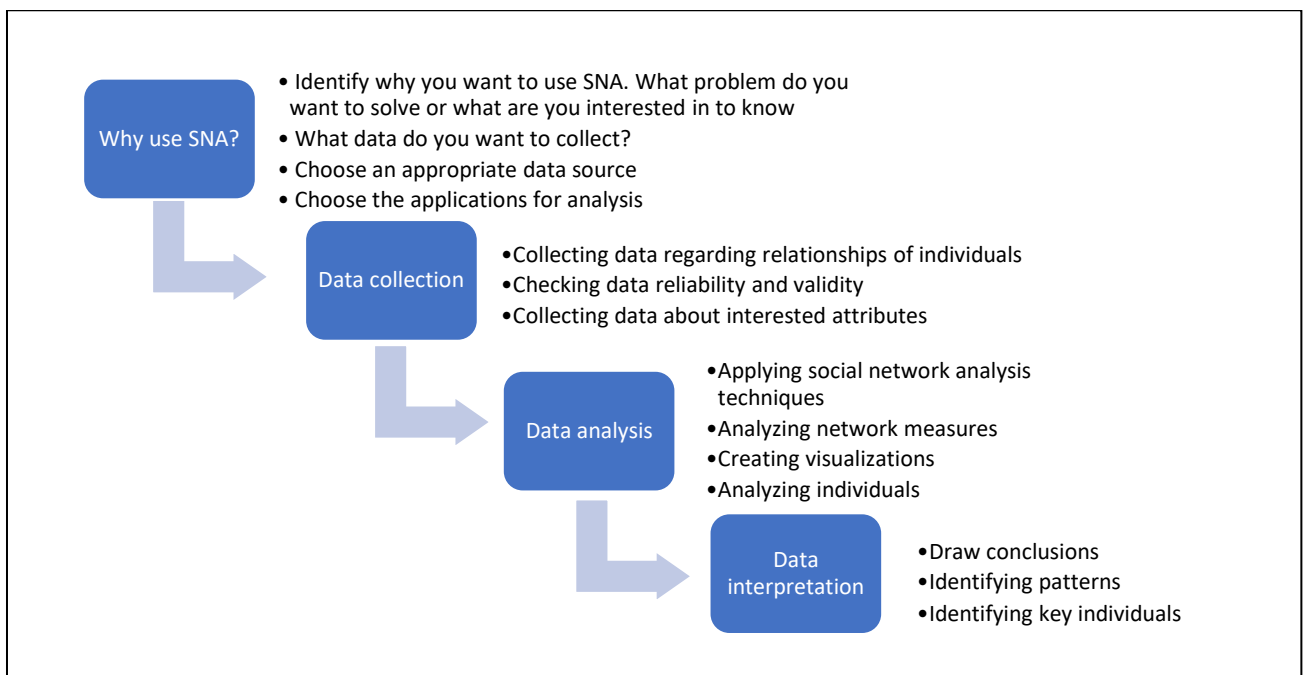 Why use SNA?
• Identify why you want to use SNA. What problem do you
want to solve or what are you interested in to know
• What data do you want to collect?
• Choose an appropriate data source
• Choose the applications for analysis
Data collection
•Collecting data regarding relationships of individuals
•Checking data reliability and validity
•Collecting data about interested attributes
Data analysis
•Applying social network analysis
techniques
•Analyzing network measures
•Creating visualizations
•Analyzing individuals
Data
interpretation
•Draw conclusions
•Identifying patterns
•Identifying key individuals